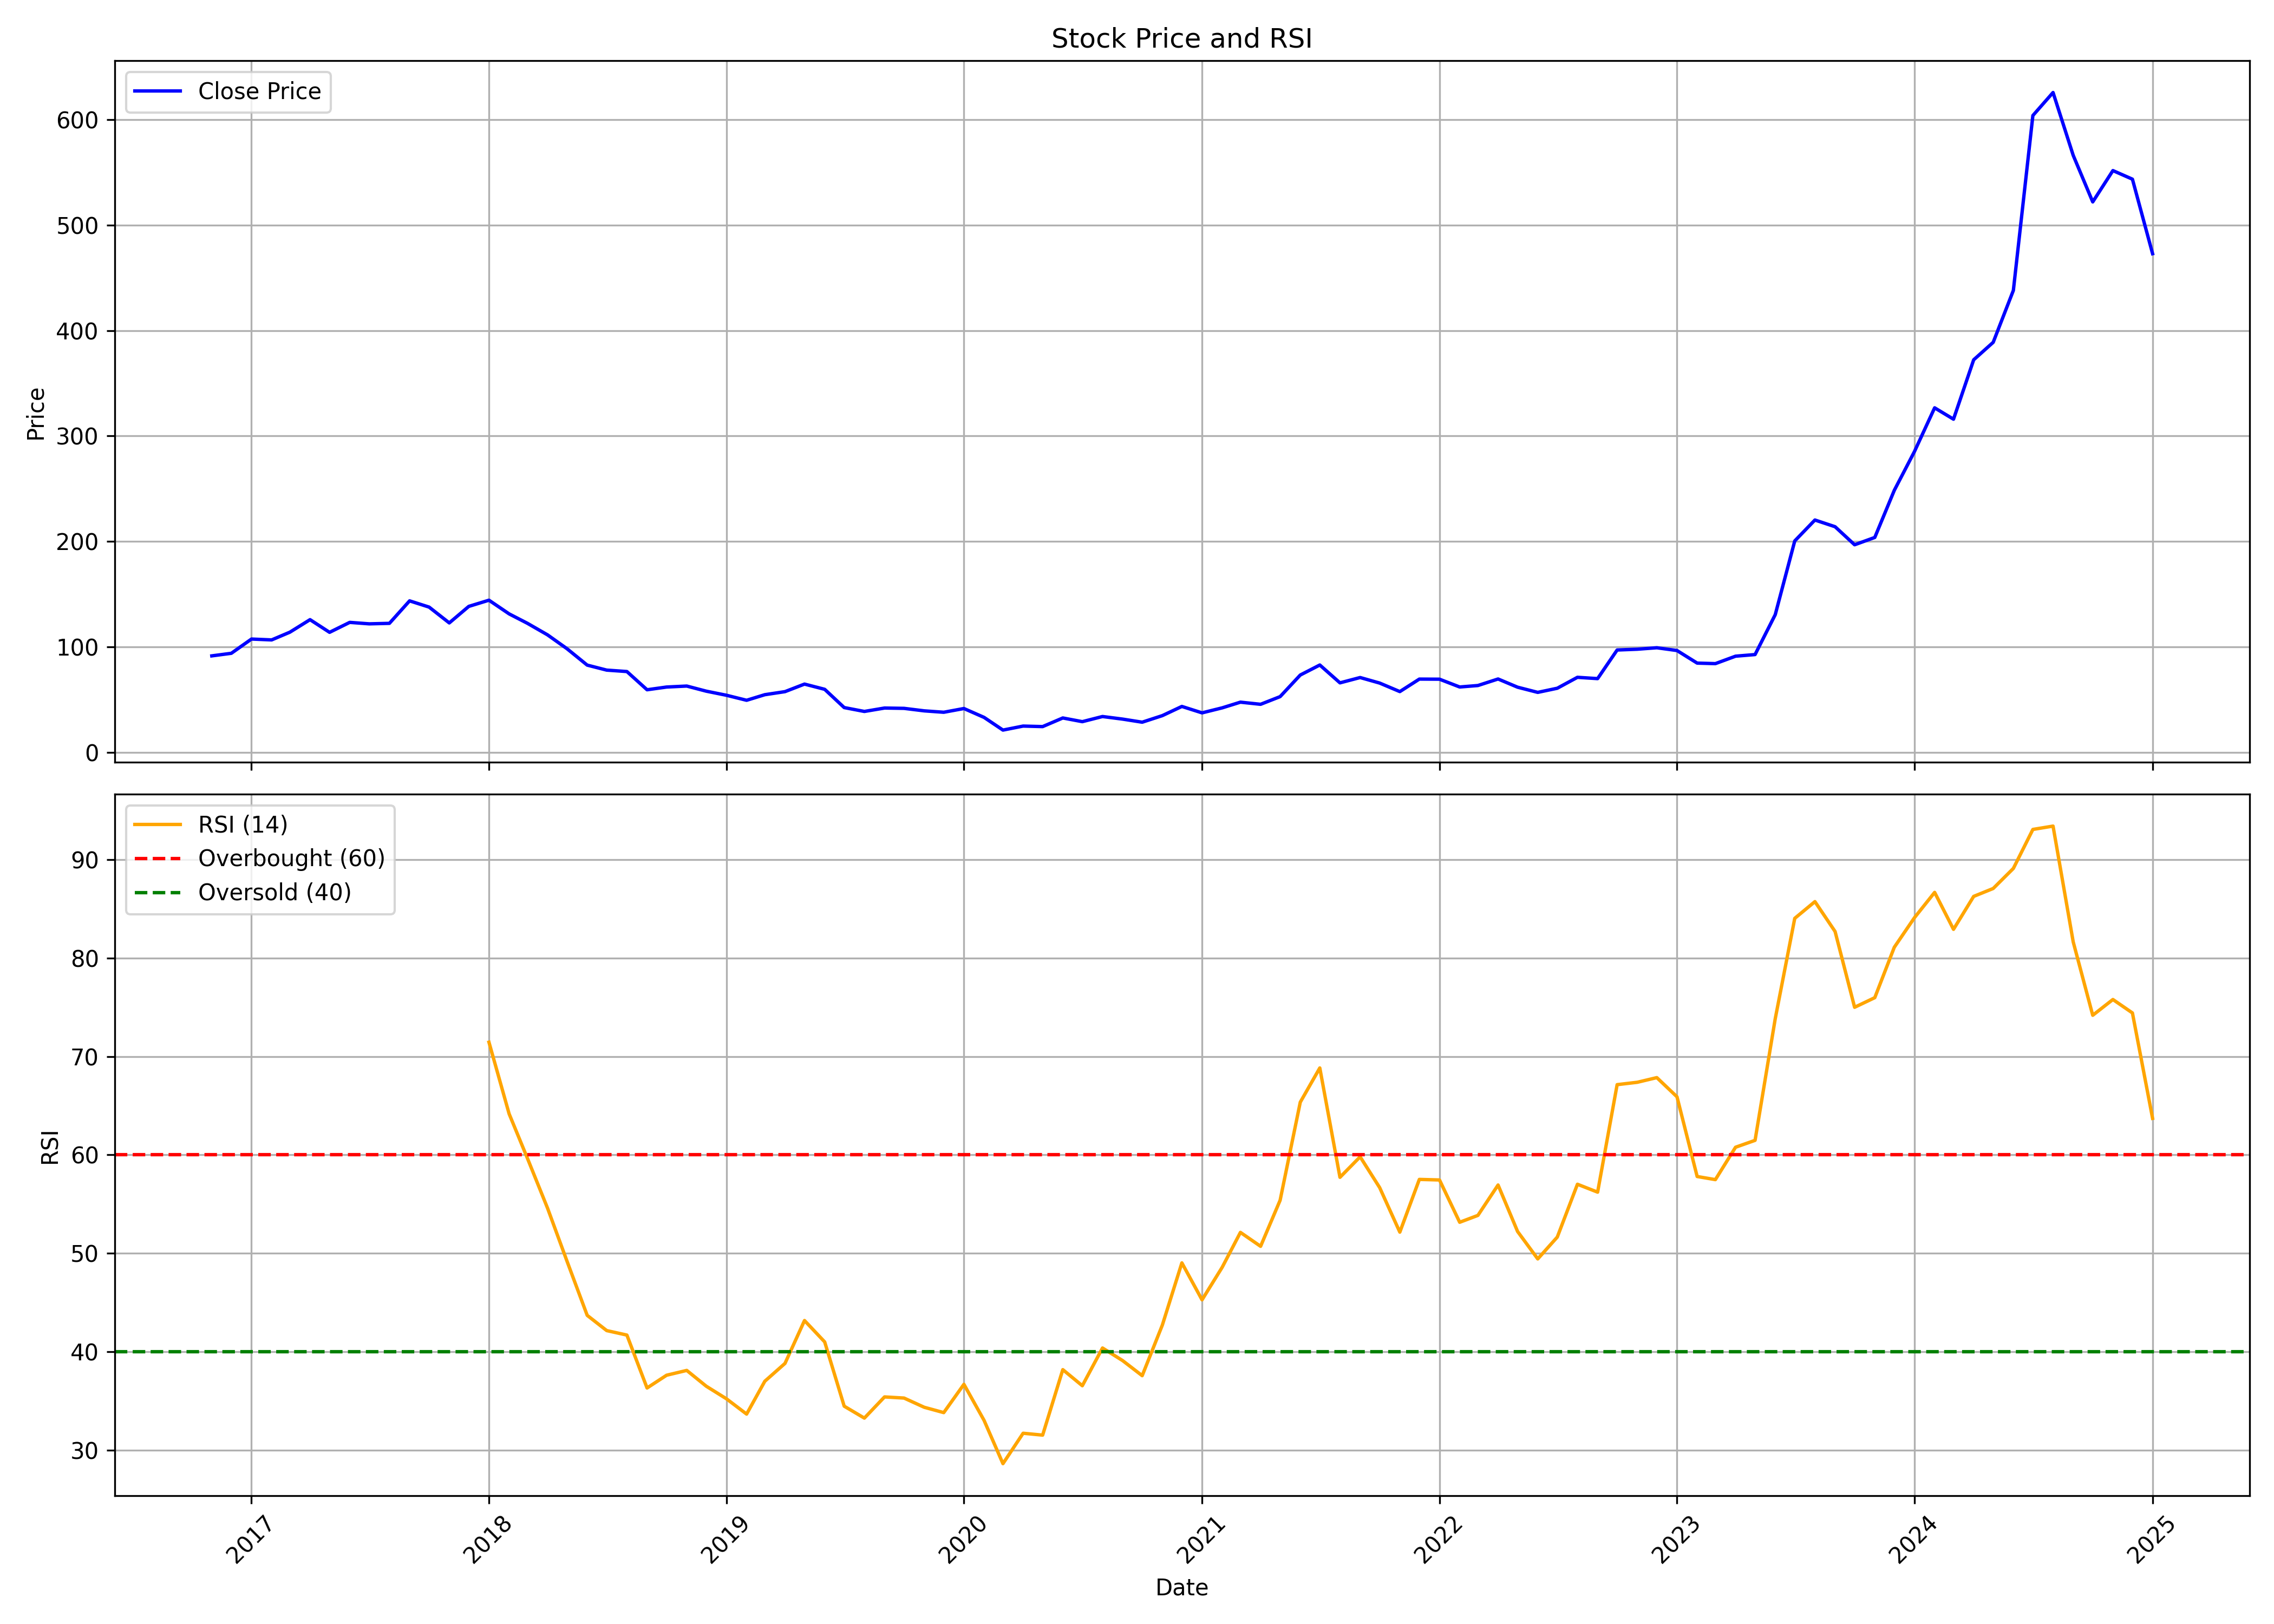 Stock Price and RSI
Close Price
600
500
400
300
200
100
0
Price
RSI (14)
Overbought (60)
Oversold (40)
90
80
70
60
50
40
30
RSI
2017
2018
2019
2020
2021
2022
2023
2024
2025
Date